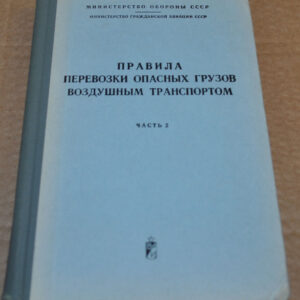 МИНИСТЕРСТВО ОБОРОНЫ СССР
МИНИСТЕРСТВО ГРАЖДАНСКОЙ АВИАЦИИ СССР
ПРАВИЛА
ПЕРЕВОЗКИ ОПАСНЫХ ГРУЗОВ
ВОЗДУШНЫМ ТРАНСПОРТОМ
ЧАСТЬ 2